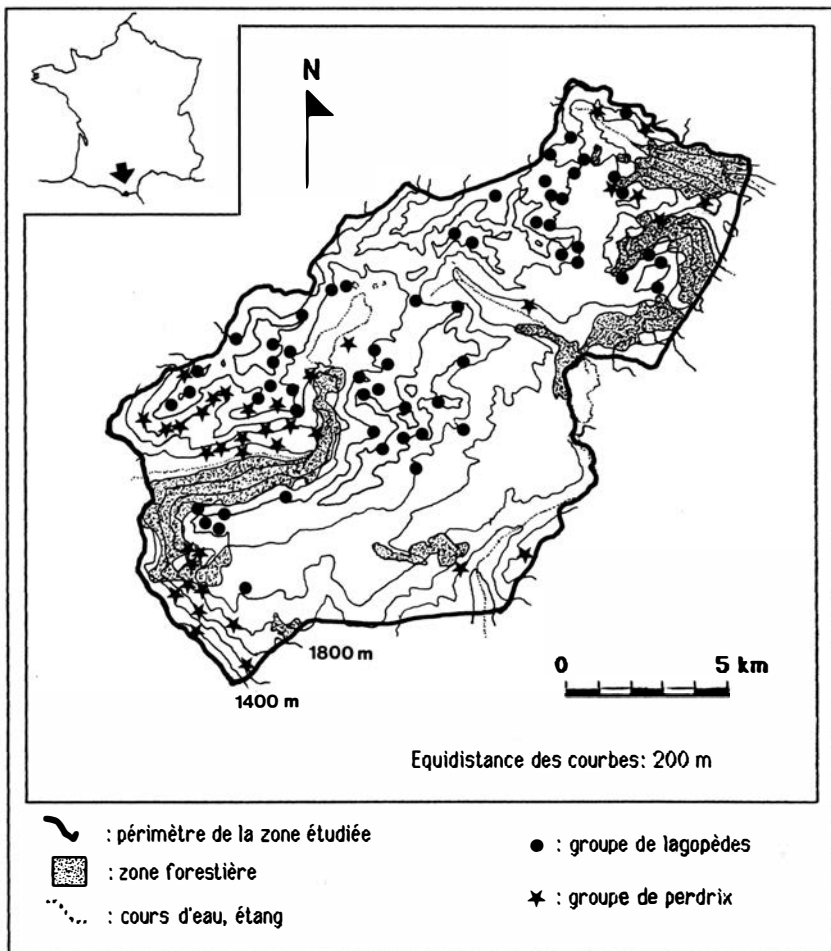 N
1800 m
1400 m
0 5 km
Equidistance des courbes: 200 m
: périmètre de la zone étudiée
: zone forestière
: cours d'eau, étang
: groupe de lagopèdes
: groupe de perdrix